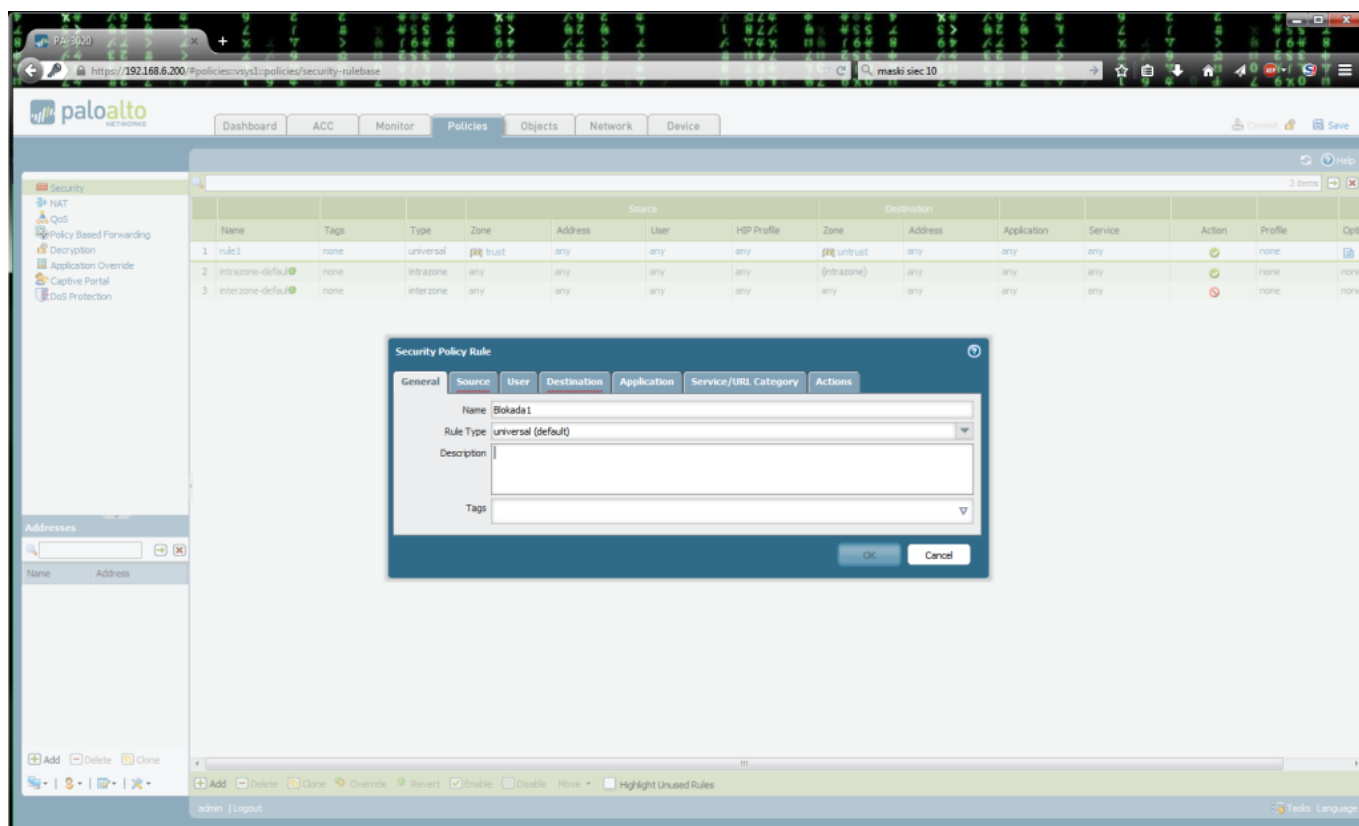 PA-3020
https://192.168.6.200/#policies::vsys1::policies/security-rulebase
maski siec 10
paloalto
NETWORKS
Dashboard ACC Monitor Policies Objects Network Device
Commit Save
Help
Security
NAT
QoS
Policy Based Forwarding
Decryption
Application Override
Captive Portal
DoS Protection
3 items
Source Destination
Name Tags Type Zone Address User HIP Profile Zone Address Application Service Action Profile Opti
1 rule1 none universal trust any any any untrust any any any none
2 intrazone-defaul none intrazone any any any any (intrazone) any any any none none
3 interzone-defaul none interzone any any any any any any any any none none
Security Policy Rule
General Source User Destination Application Service/URL Category Actions
Name Blokada1
Rule Type universal (default)
Description
Tags
OK Cancel
Addresses
Name Address
Add Delete Clone
Add Delete Clone Override Revert Enable Disable Move Highlight Unused Rules
admin | Logout
Tasks Language